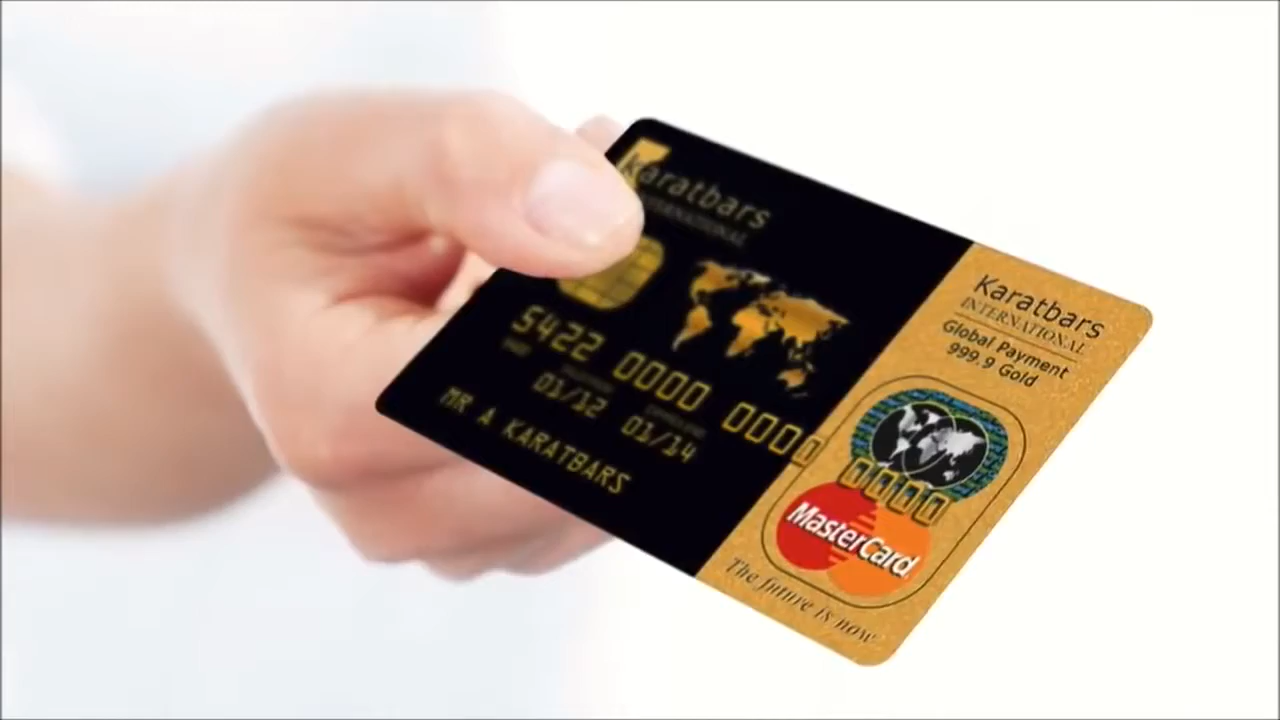 Karatbars
INTERNATIONAL
5422 0000 0000 0000
01/12 01/14
MR A KARATBARS
Karatbars
INTERNATIONAL
Global Payment
999.9 Gold
MasterCard
The future is now